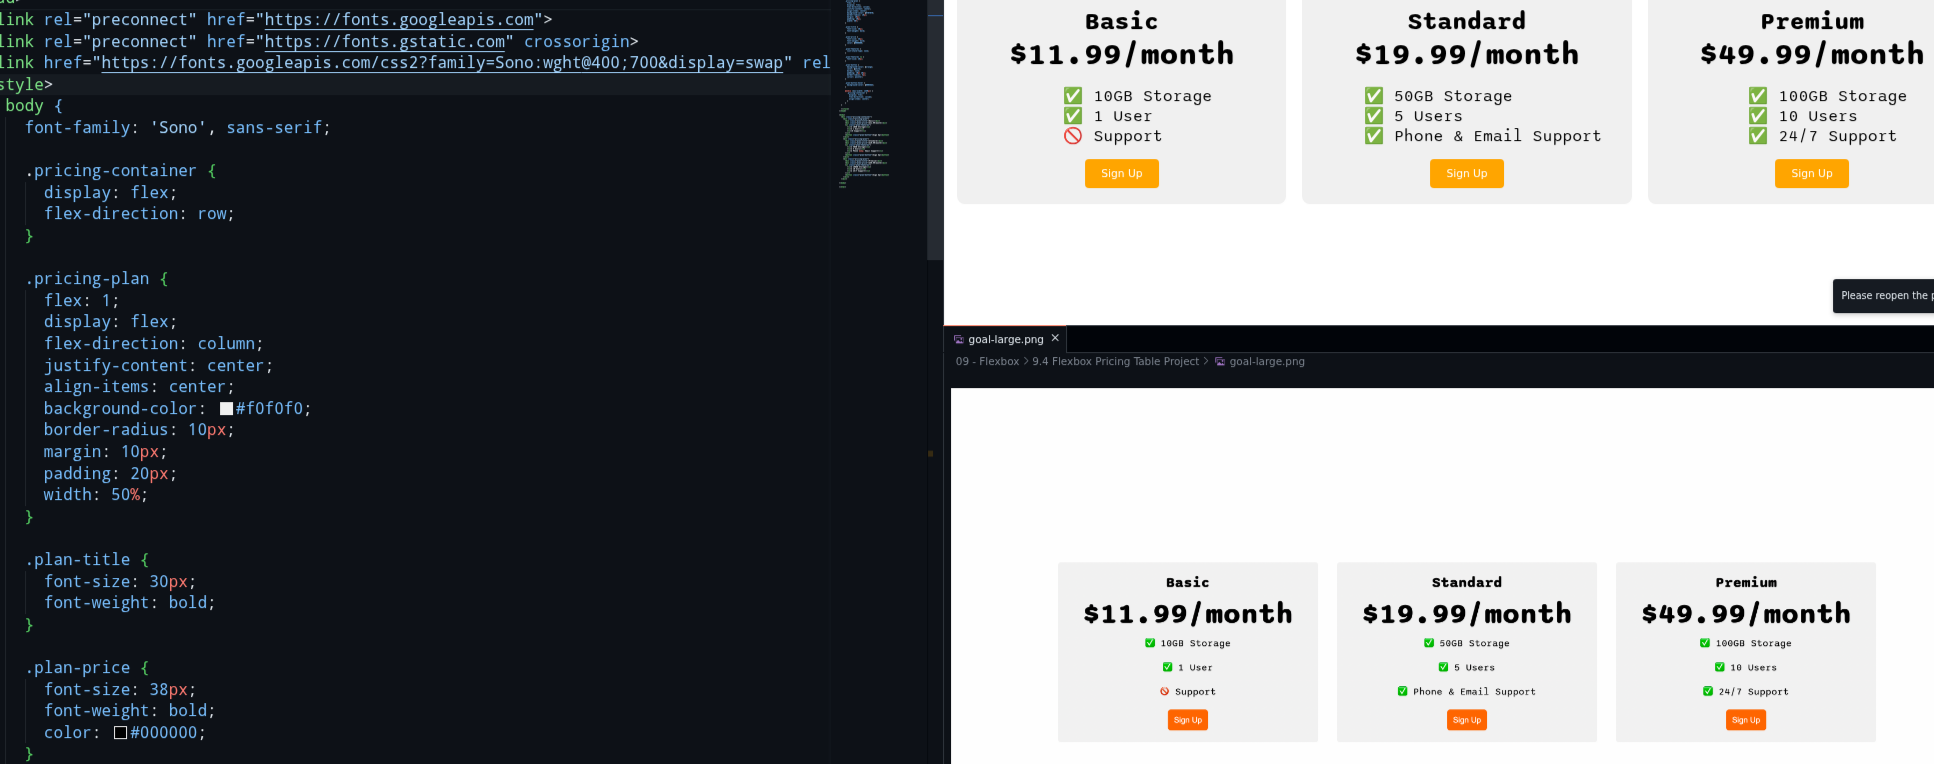 link rel="preconnect" href="https://fonts.googleapis.com">
link rel="preconnect" href="https://fonts.gstatic.com" crossorigin>
link href="https://fonts.googleapis.com/css2?family=Sono:wght@400;700&display=swap" rel
style>
body {
font-family: 'Sono', sans-serif;
.pricing-container {
display: flex;
flex-direction: row;
}
.pricing-plan {
flex: 1;
display: flex;
flex-direction: column;
justify-content: center;
align-items: center;
background-color: #f0f0f0;
border-radius: 10px;
margin: 10px;
padding: 20px;
width: 50%;
}
.plan-title {
font-size: 30px;
font-weight: bold;
}
.plan-price {
font-size: 38px;
font-weight: bold;
color: #000000;
}
Basic
$11.99/month
✅ 10GB Storage
✅ 1 User
🚫 Support
Sign Up
Standard
$19.99/month
✅ 50GB Storage
✅ 5 Users
✅ Phone & Email Support
Sign Up
Premium
$49.99/month
✅ 100GB Storage
✅ 10 Users
✅ 24/7 Support
Sign Up
Please reopen the
goal-large.png ×
09 - Flexbox > 9.4 Flexbox Pricing Table Project > goal-large.png
Basic
$11.99/month
✅ 10GB Storage
✅ 1 User
🚫 Support
Sign Up
Standard
$19.99/month
✅ 50GB Storage
✅ 5 Users
✅ Phone & Email Support
Sign Up
Premium
$49.99/month
✅ 100GB Storage
✅ 10 Users
✅ 24/7 Support
Sign Up